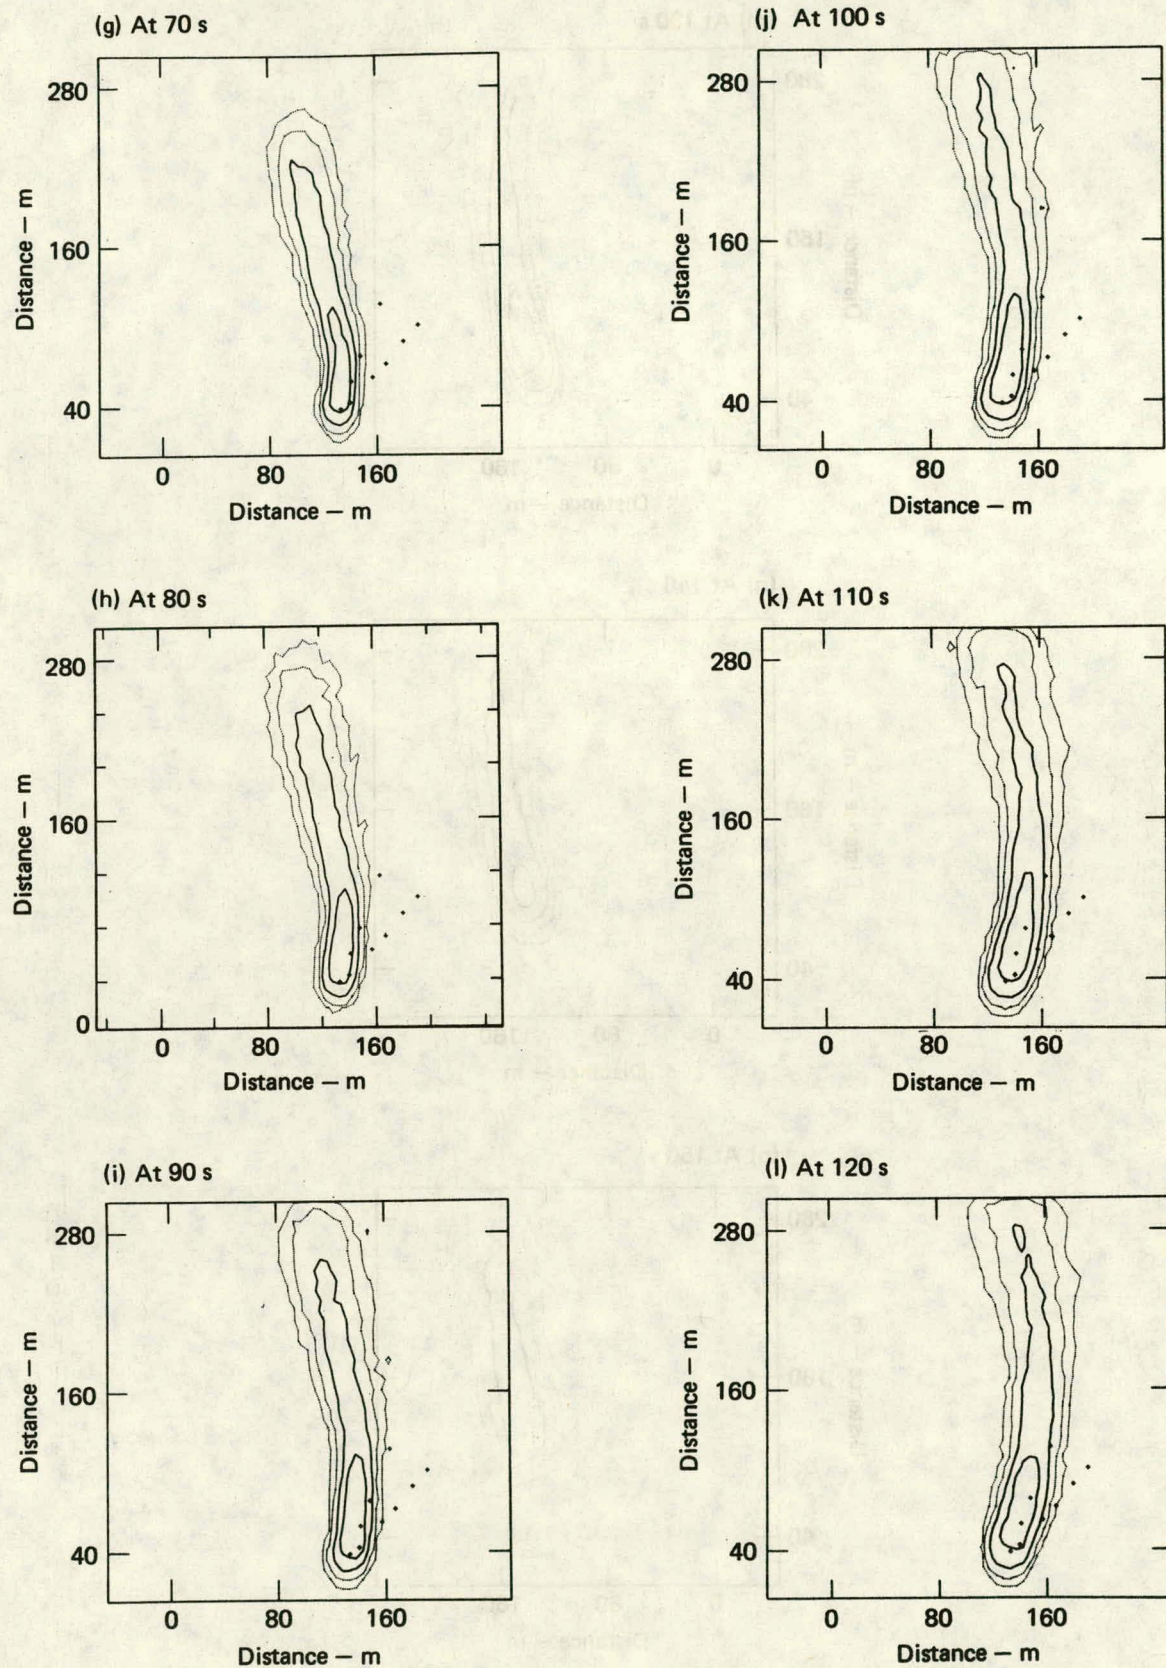 (g) At 70 s
280
160
40
Distance — m
0 80 160
Distance — m
(h) At 80 s
280
160
0
Distance — m
0 80 160
Distance — m
(i) At 90 s
280
160
40
Distance — m
0 80 160
Distance — m
(j) At 100 s
280
160
40
Distance — m
0 80 160
Distance — m
(k) At 110 s
280
160
40
Distance — m
0 80 160
Distance — m
(l) At 120 s
280
160
40
Distance — m
0 80 160
Distance — m